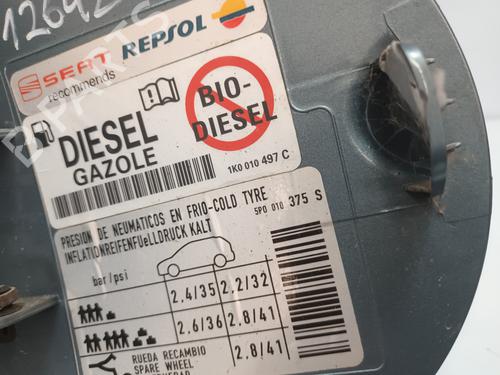 12642
SEAT REPSOL
recommends
DIESEL
GAZOLE
BIO-
DIESEL
1K0 010 497 C
PRESION DE NEUMATICOS EN FRIO-COLD TYRE
INFLATIONREIFENFÜeLLDRUCK KALT
5P0 010 375 S
bar/psi
2.4/35 2.2/32
2.6/36 2.8/41
RUEDA RECAMBIO
SPARE WHEEL
2.8/41
B-PARTS